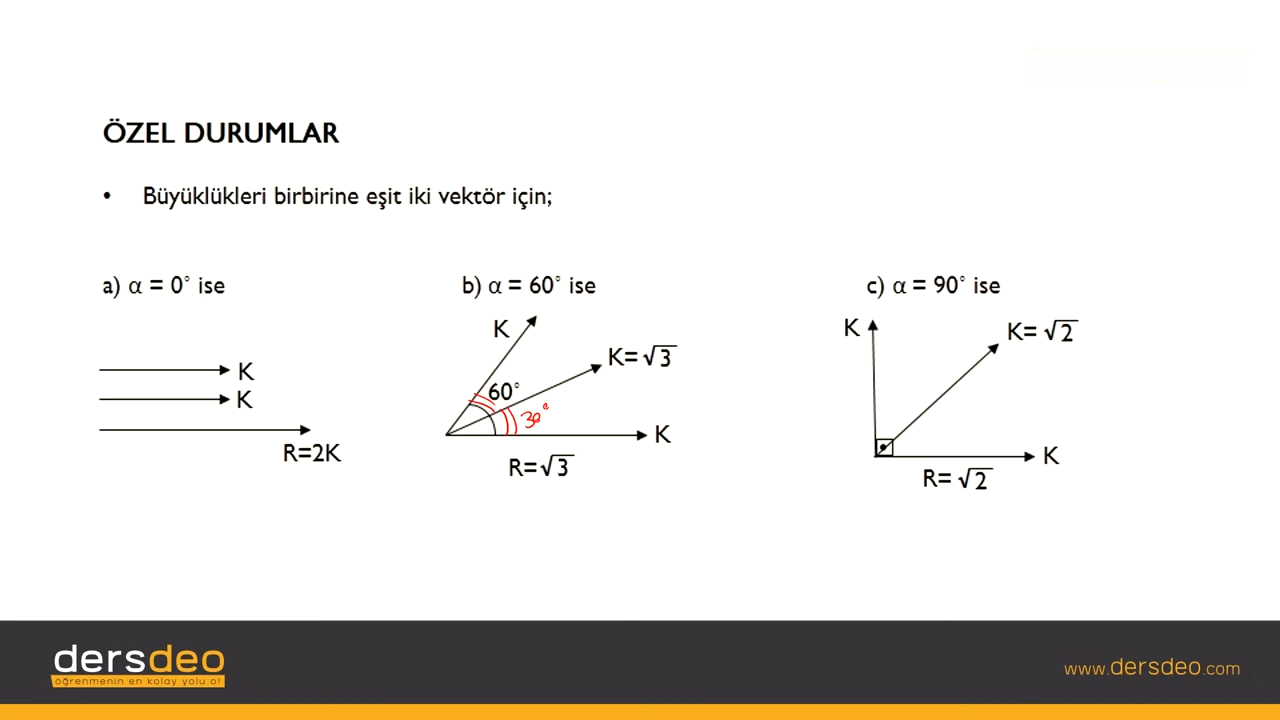 ÖZEL DURUMLAR
• Büyüklükleri birbirine eşit iki vektör için;
a) α = 0° ise
K
K
R=2K
b) α = 60° ise
K
K=√3
60°
30°
K
R=√3
c) α = 90° ise
K
K=√2
K
R= √2
dersdeo
öğrenmenin en kolay yolu o!
www.dersdeo.com